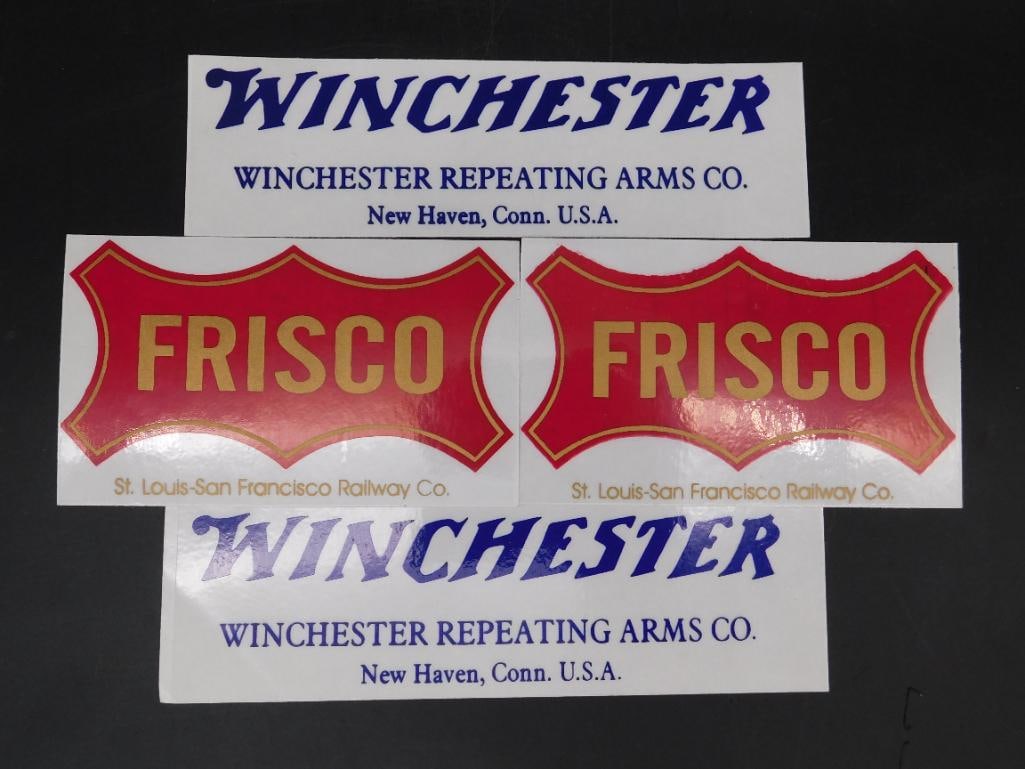 WINCHESTER
WINCHESTER REPEATING ARMS CO.
New Haven, Conn. U.S.A.
FRISCO
St. Louis-San Francisco Railway Co.
FRISCO
St. Louis-San Francisco Railway Co.
WINCHESTER
WINCHESTER REPEATING ARMS CO.
New Haven, Conn. U.S.A.